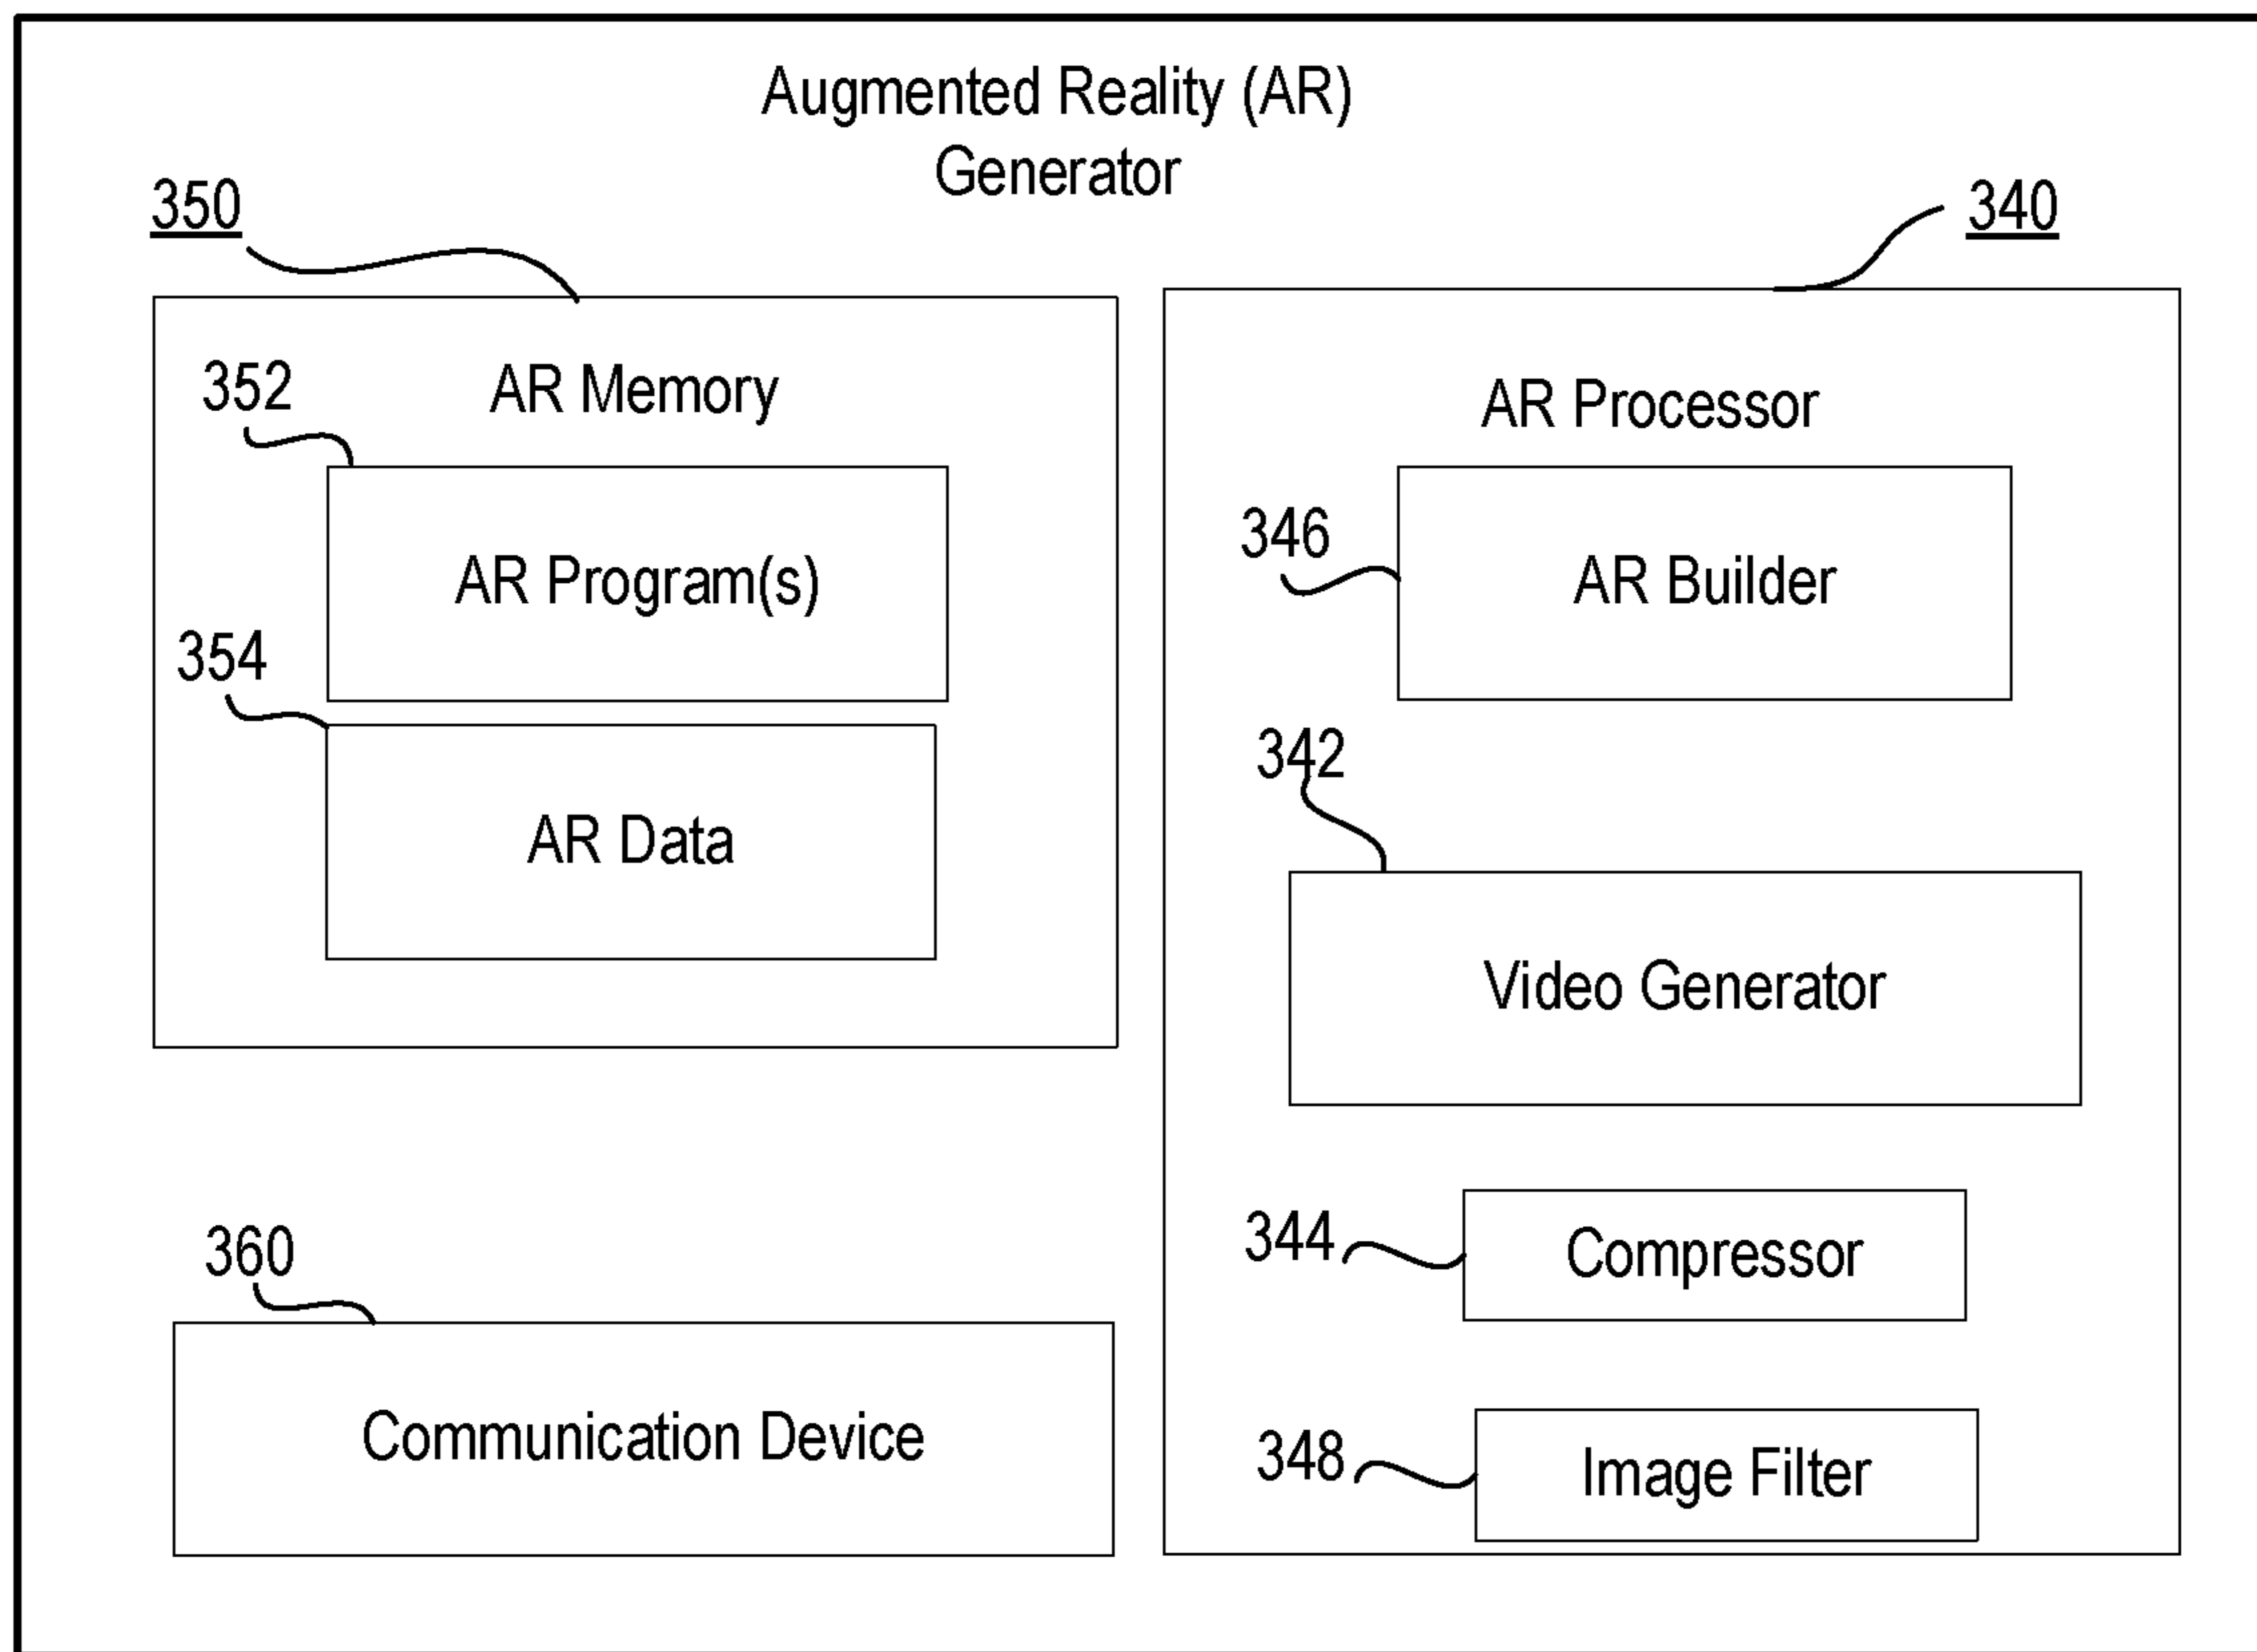 Augmented Reality (AR)
Generator
350
340
AR Memory
352
AR Program(s)
354
AR Data
360
Communication Device
AR Processor
346
AR Builder
342
Video Generator
344
Compressor
348
Image Filter